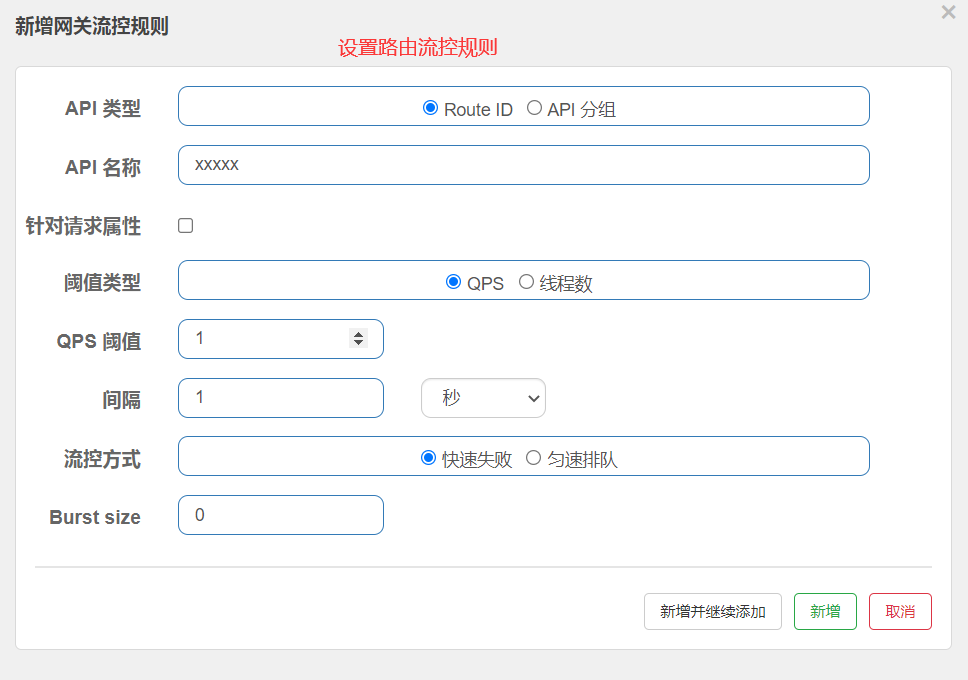 新增网关流控规则
×
设置路由流控规则
API 类型
Route ID API 分组
API 名称
xxxxx
针对请求属性
阈值类型
QPS 线程数
QPS 阈值
1
间隔
1
秒
流控方式
快速失败 匀速排队
Burst size
0
新增并继续添加 新增 取消